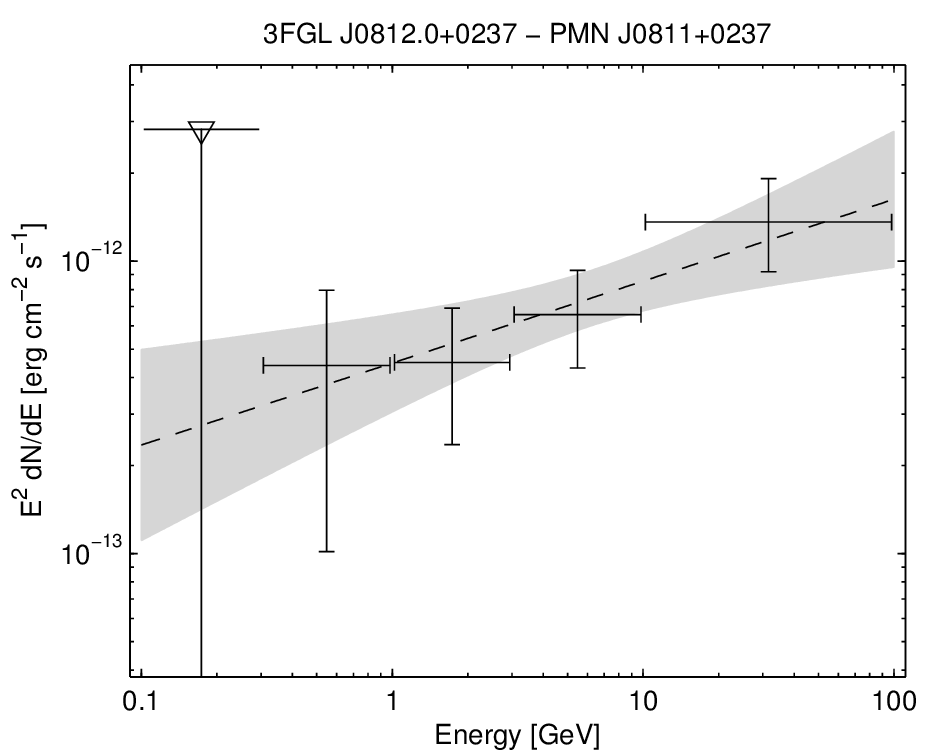 3FGL J0812.0+0237 − PMN J0811+0237
E² dN/dE [erg cm⁻² s⁻¹]
10⁻¹²
10⁻¹³
0.1 1 10 100
Energy [GeV]